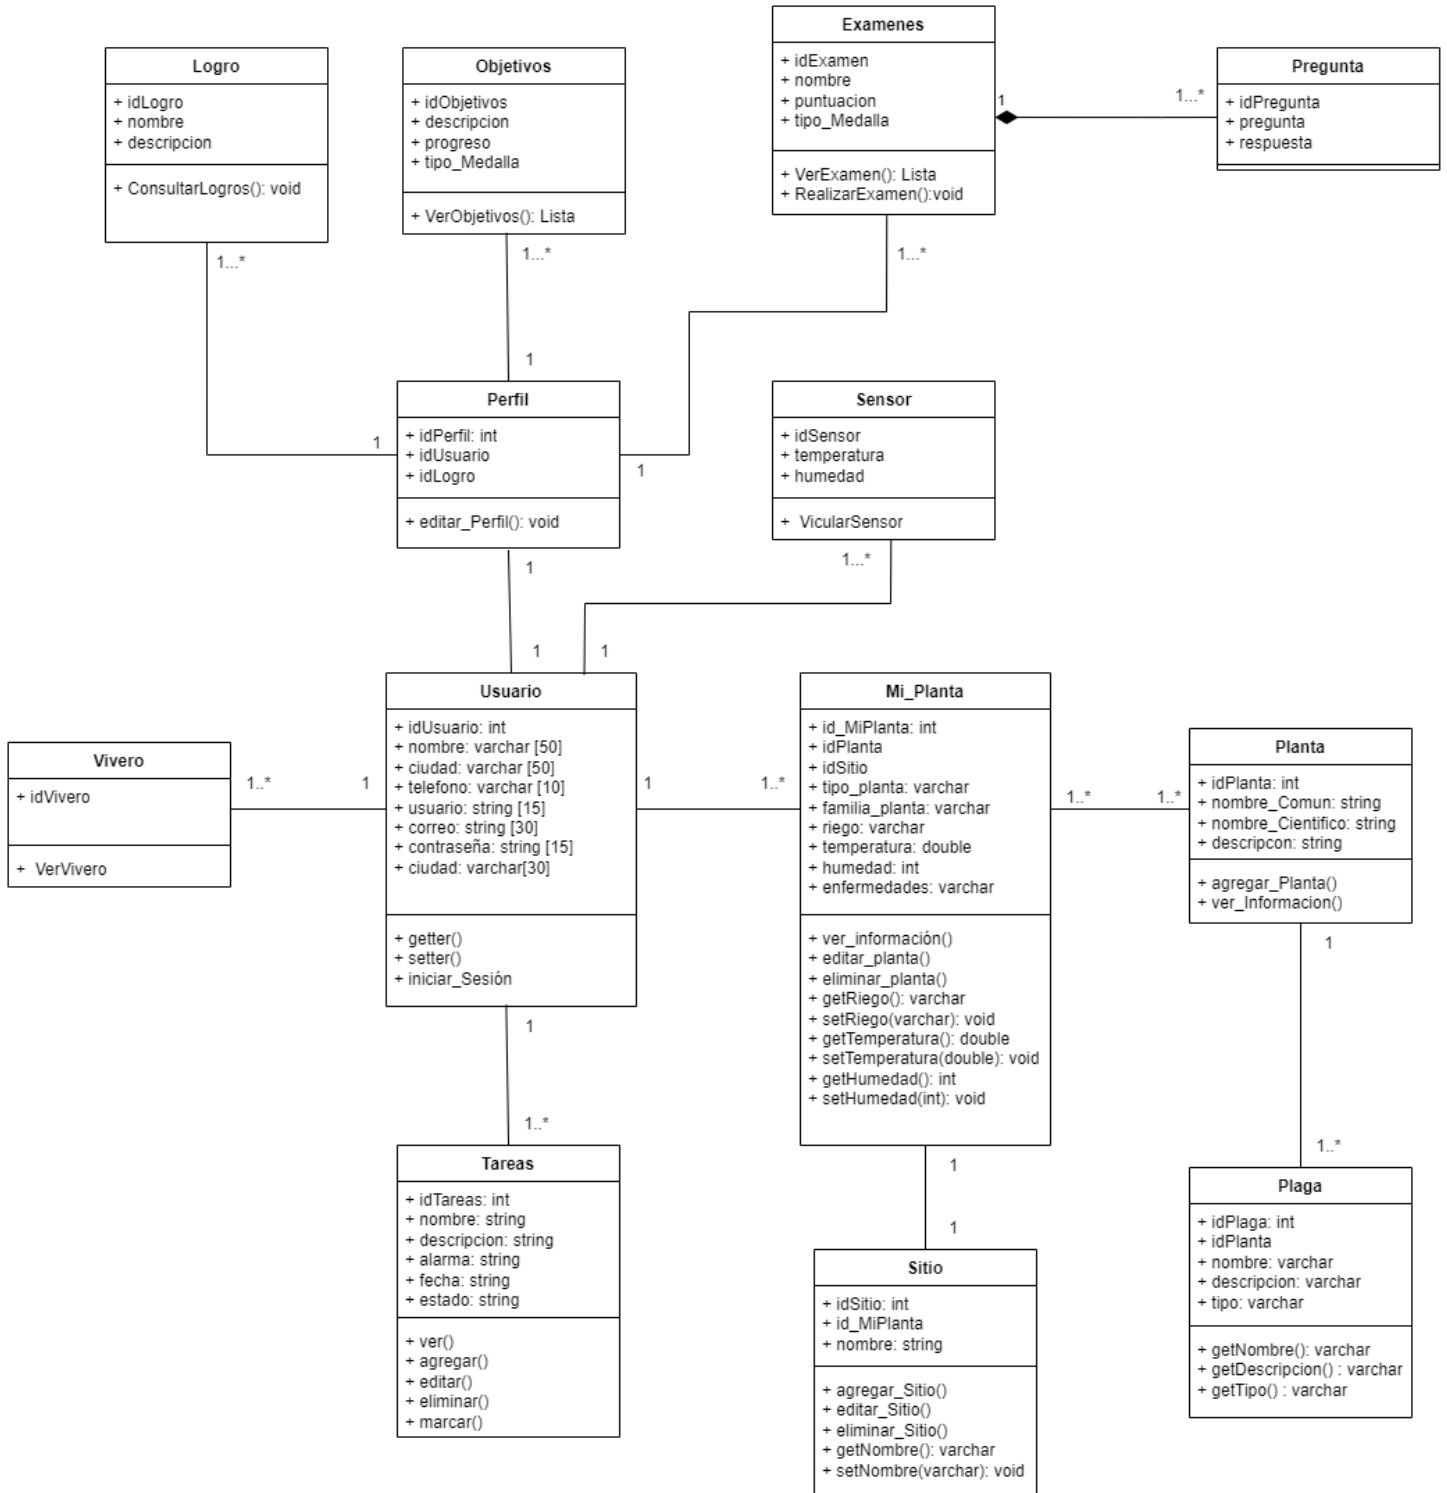 Logro
+ idLogro
+ nombre
+ descripcion
+ ConsultarLogros(): void
1...*
Objetivos
+ idObjetivos
+ descripcion
+ progreso
+ tipo_Medalla
+ VerObjetivos(): Lista
1...*
Examenes
+ idExamen
+ nombre
+ puntuacion
+ tipo_Medalla
+ VerExamen(): Lista
+ RealizarExamen():void
1
1...*
1...*
Pregunta
+ idPregunta
+ pregunta
+ respuesta
1
1
1
Perfil
+ idPerfil: int
+ idUsuario
+ idLogro
+ editar_Perfil(): void
1
Sensor
+ idSensor
+ temperatura
+ humedad
+ VicularSensor
1...*
1
1
Vivero
+ idVivero
+ VerVivero
1..*
1
Usuario
+ idUsuario: int
+ nombre: varchar [50]
+ ciudad: varchar [50]
+ telefono: varchar [10]
+ usuario: string [15]
+ correo: string [30]
+ contraseña: string [15]
+ ciudad: varchar[30]
+ getter()
+ setter()
+ iniciar_Sesión
1
1..*
1
Mi_Planta
+ id_MiPlanta: int
+ idPlanta
+ idSitio
+ tipo_planta: varchar
+ familia_planta: varchar
+ riego: varchar
+ temperatura: double
+ humedad: int
+ enfermedades: varchar
+ ver_información()
+ editar_planta()
+ eliminar_planta()
+ getRiego(): varchar
+ setRiego(varchar): void
+ getTemperatura(): double
+ setTemperatura(double): void
+ getHumedad(): int
+ setHumedad(int): void
1..*
1..*
Planta
+ idPlanta: int
+ nombre_Comun: string
+ nombre_Cientifico: string
+ descripcon: string
+ agregar_Planta()
+ ver_Informacion()
1
1..*
Tareas
+ idTareas: int
+ nombre: string
+ descripcion: string
+ alarma: string
+ fecha: string
+ estado: string
+ ver()
+ agregar()
+ editar()
+ eliminar()
+ marcar()
1
1
Sitio
+ idSitio: int
+ id_MiPlanta
+ nombre: string
+ agregar_Sitio()
+ editar_Sitio()
+ eliminar_Sitio()
+ getNombre(): varchar
+ setNombre(varchar): void
1..*
Plaga
+ idPlaga: int
+ idPlanta
+ nombre: varchar
+ descripcion: varchar
+ tipo: varchar
+ getNombre(): varchar
+ getDescripcion() : varchar
+ getTipo() : varchar